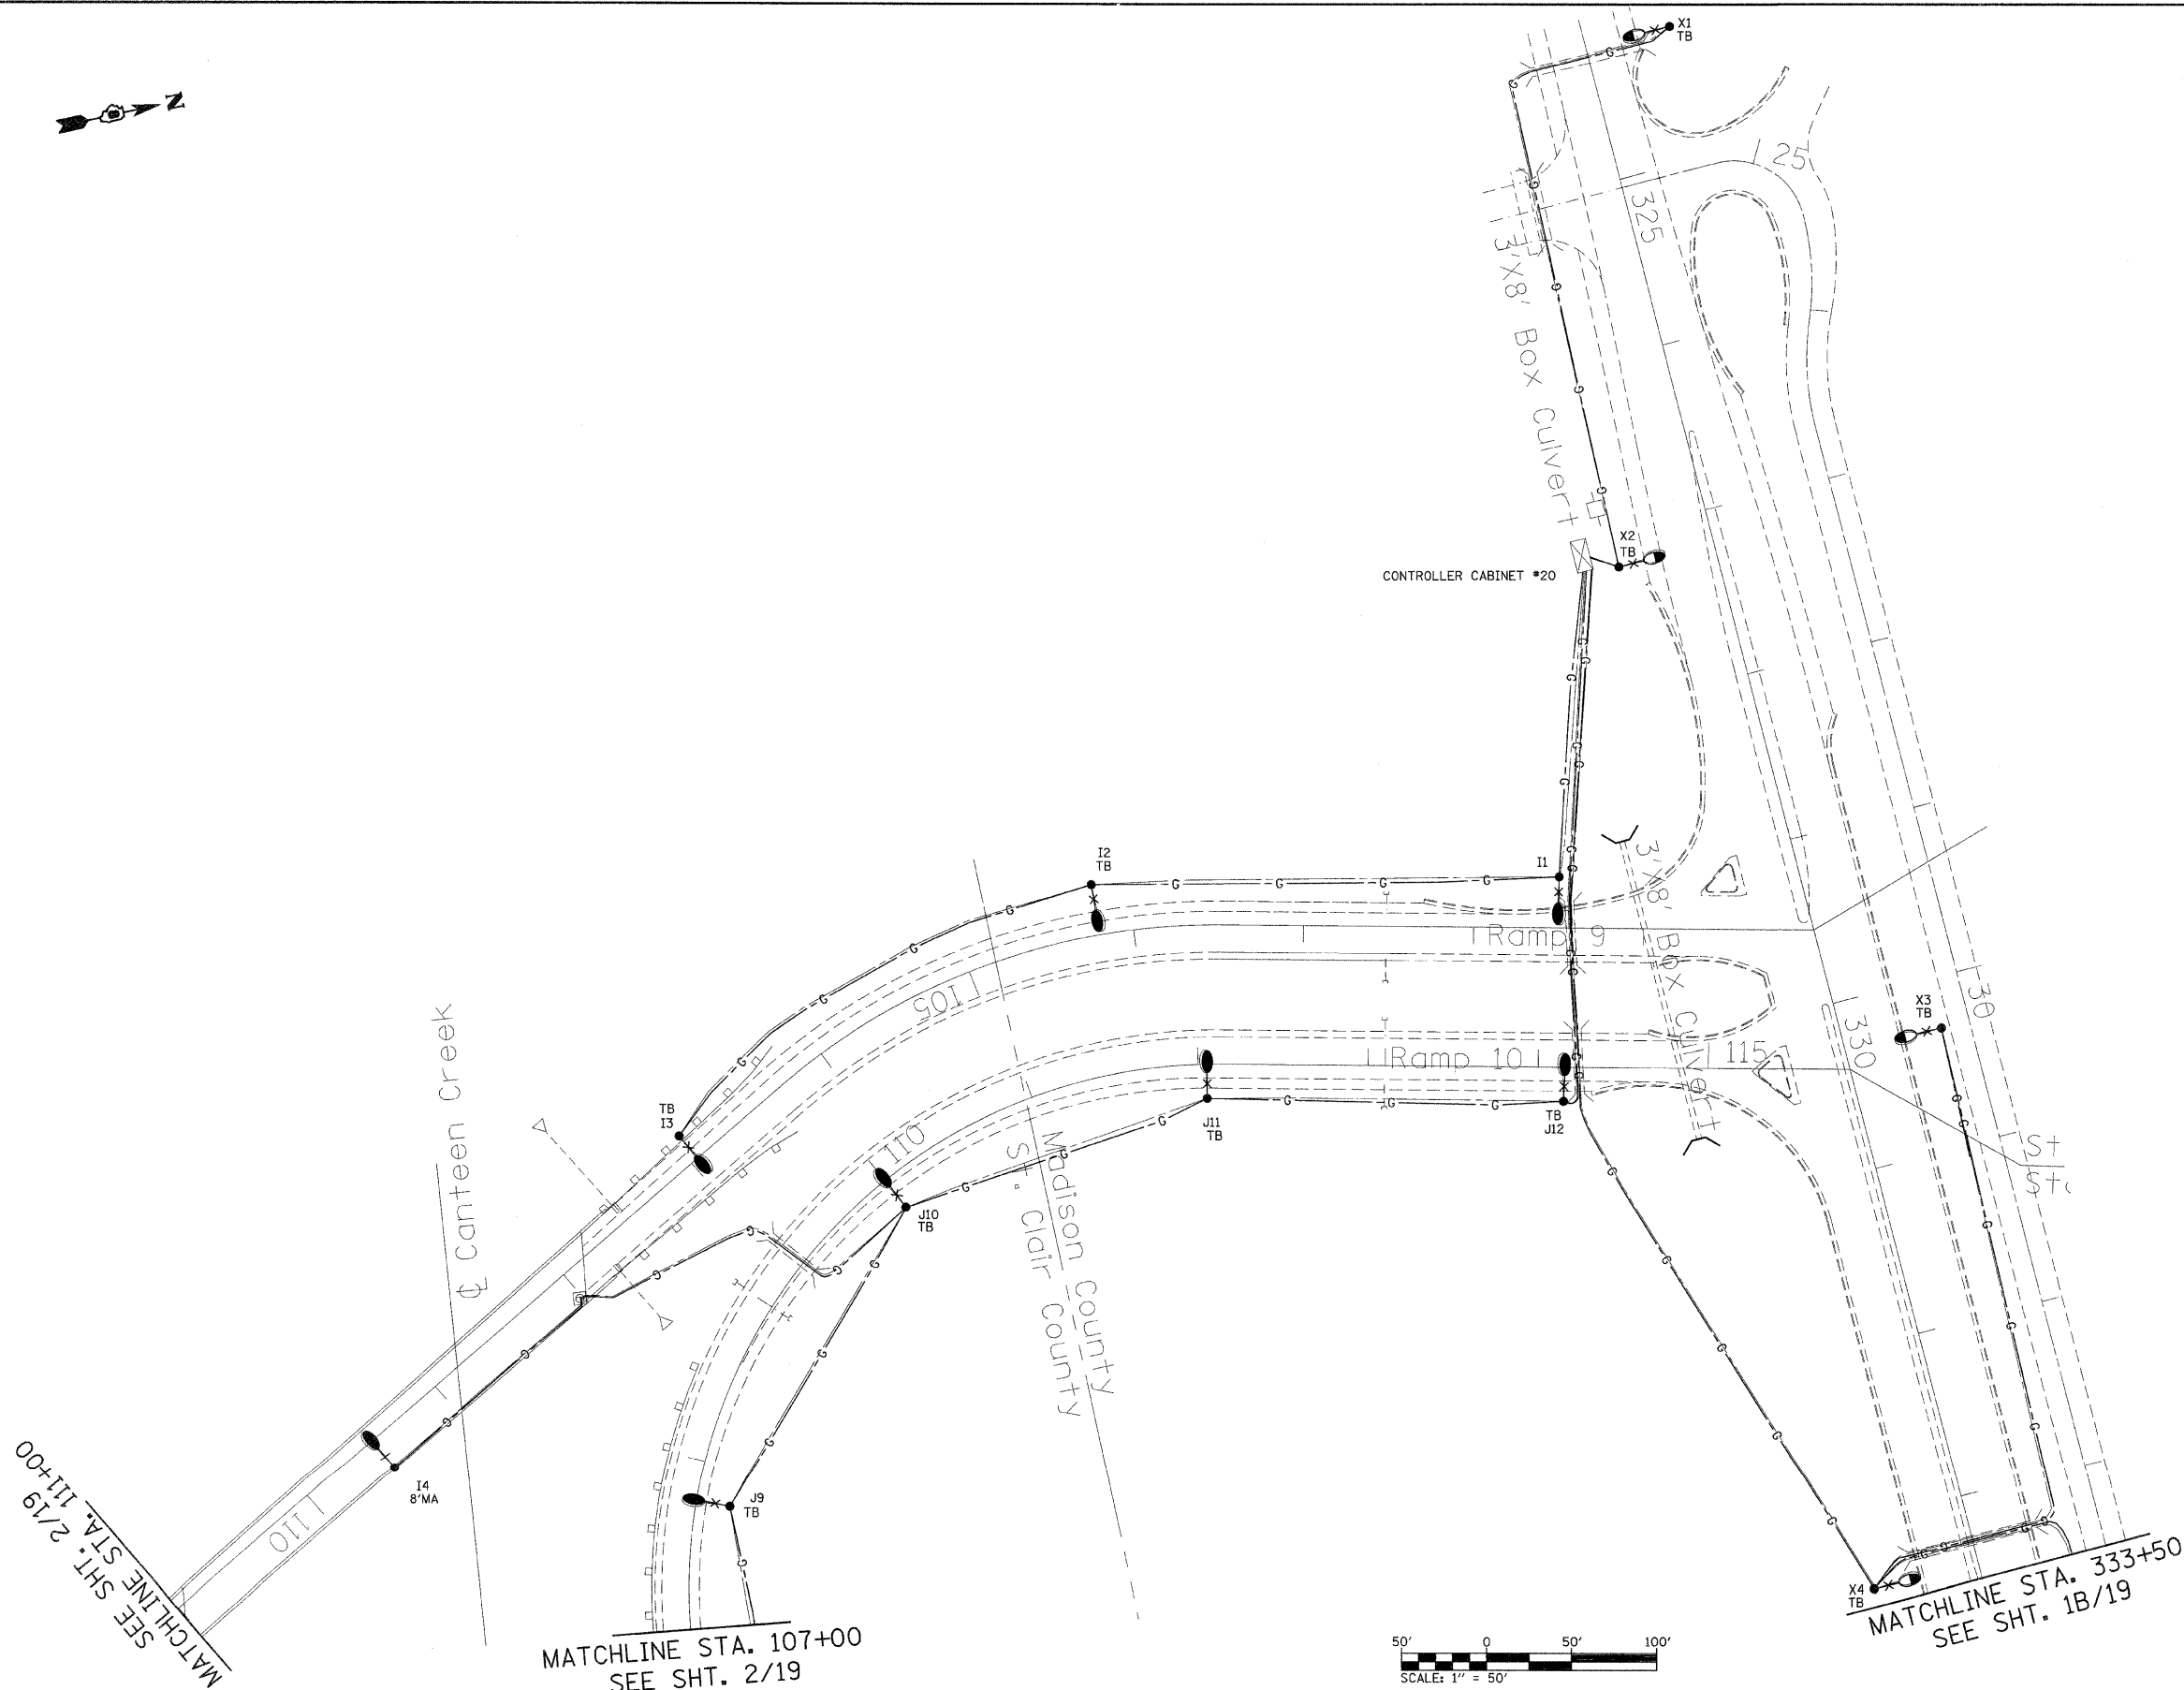 X1
TB
N
25
325
3'X8' Box Culvert
X2
TB
CONTROLLER CABINET #20
I2
TB
I1
3'X8' Box Culvert
Ramp 9
105
X3
TB
30
330
Ramp 10
115
TB
I3
J11
TB
TB
J12
110
J10
TB
Madison County
St. Clair County
℄ Canteen Creek
St
I4
8'MA
J9
TB
110
SEE SHT. 2/19
MATCHLINE STA. 111+00
MATCHLINE STA. 107+00
SEE SHT. 2/19
X4
TB
MATCHLINE STA. 333+50
SEE SHT. 1B/19
50' 0 50' 100'
SCALE: 1" = 50'
G G G G G G G G